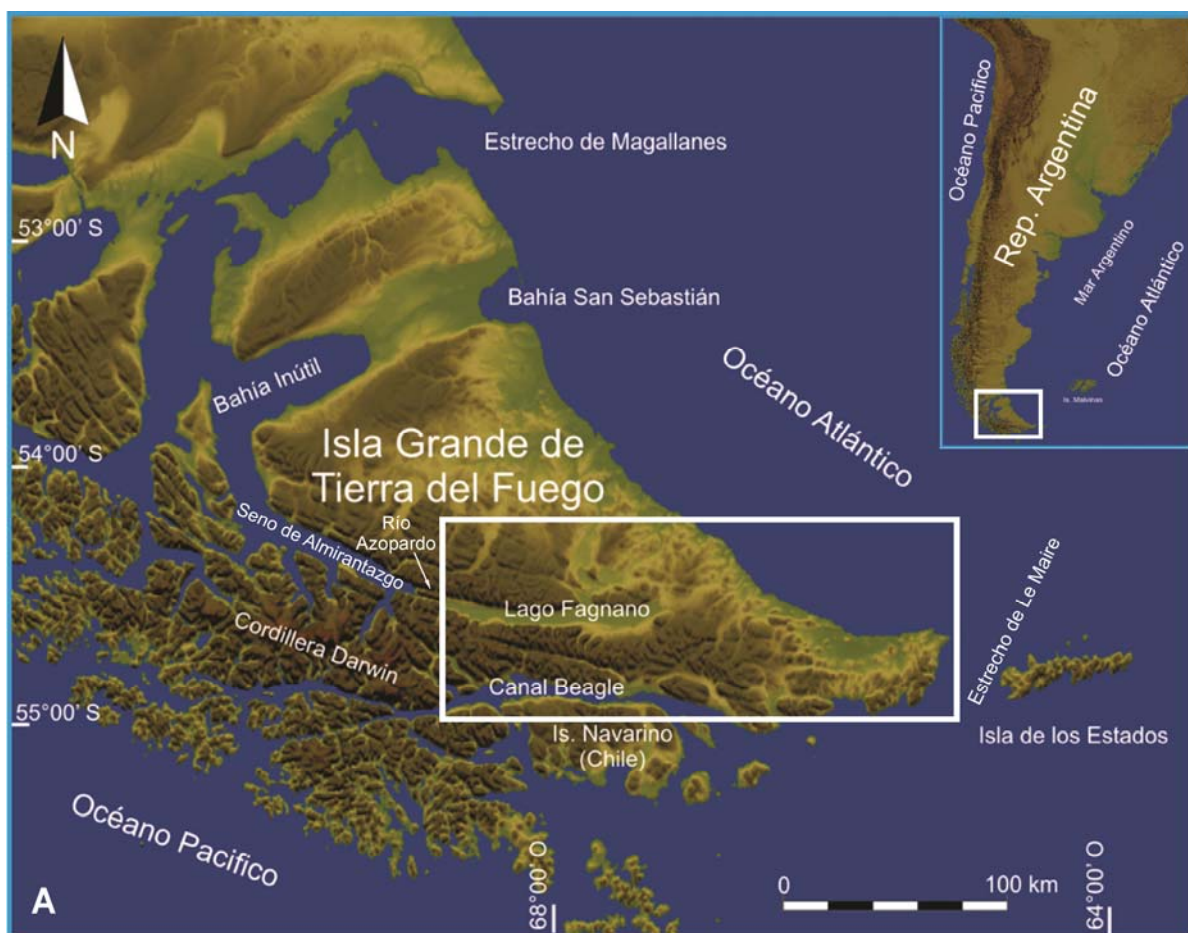 N
Estrecho de Magallanes
53°00' S
Bahía San Sebastián
Bahía Inútil
Océano Atlántico
54°00' S
Isla Grande de
Tierra del Fuego
Seno de Almirantazgo
Río
Azopardo
Lago Fagnano
Cordillera Darwin
Canal Beagle
Estrecho de Le Maire
55°00' S
Is. Navarino
(Chile)
Isla de los Estados
Océano Pacifico
A
68°00' O
0
100 km
64°00' O
Océano Pacifico
Rep. Argentina
Mar Argentino
Océano Atlántico
Is. Malvinas